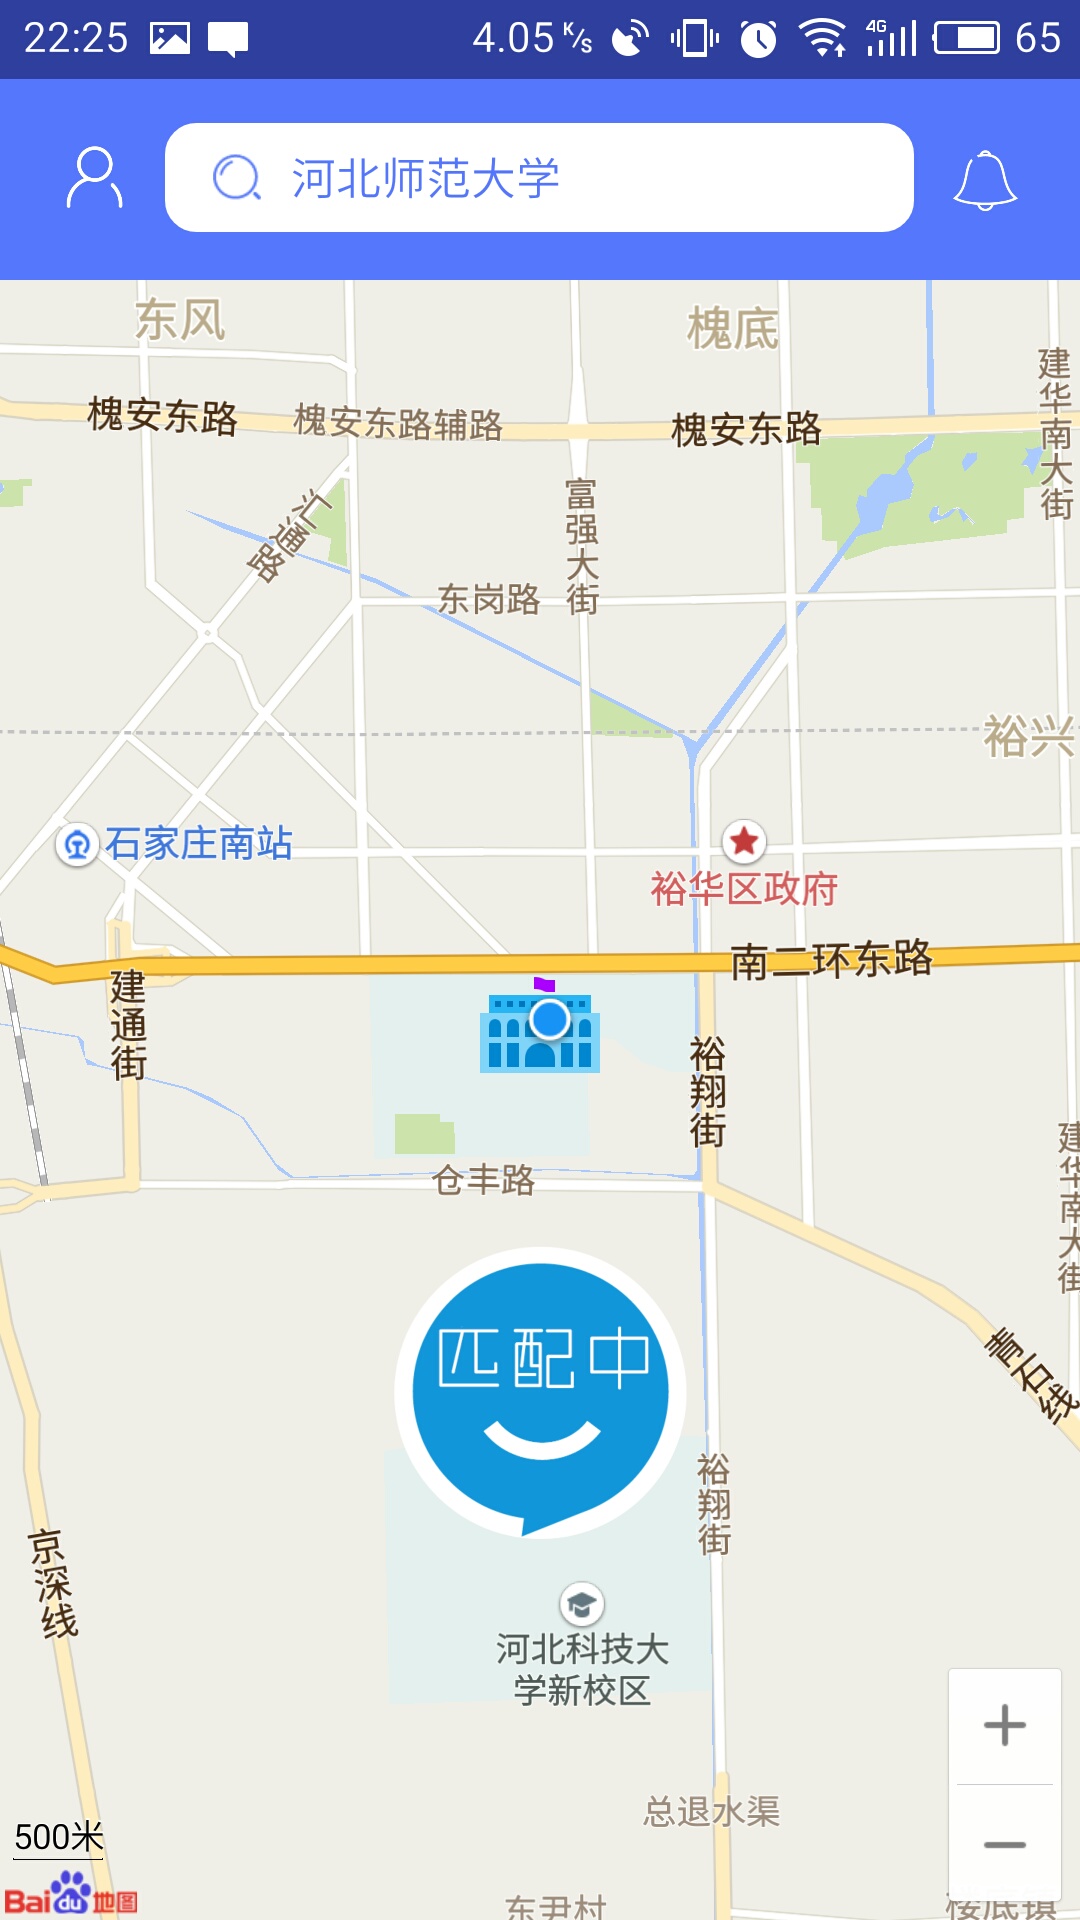 22:25
4.05 K/s
4G
65
河北师范大学
东风
槐底
建华南大街
槐安东路
槐安东路辅路
槐安东路
富强大街
汇通路
东岗路
裕兴
石家庄南站
裕华区政府
南二环东路
建通街
裕翔街
建华南大街
仓丰路
匹配中
青石线
裕翔街
京深线
河北科技大
学新校区
总退水渠
500米
Bai du 地图
东尹村
楼底镇